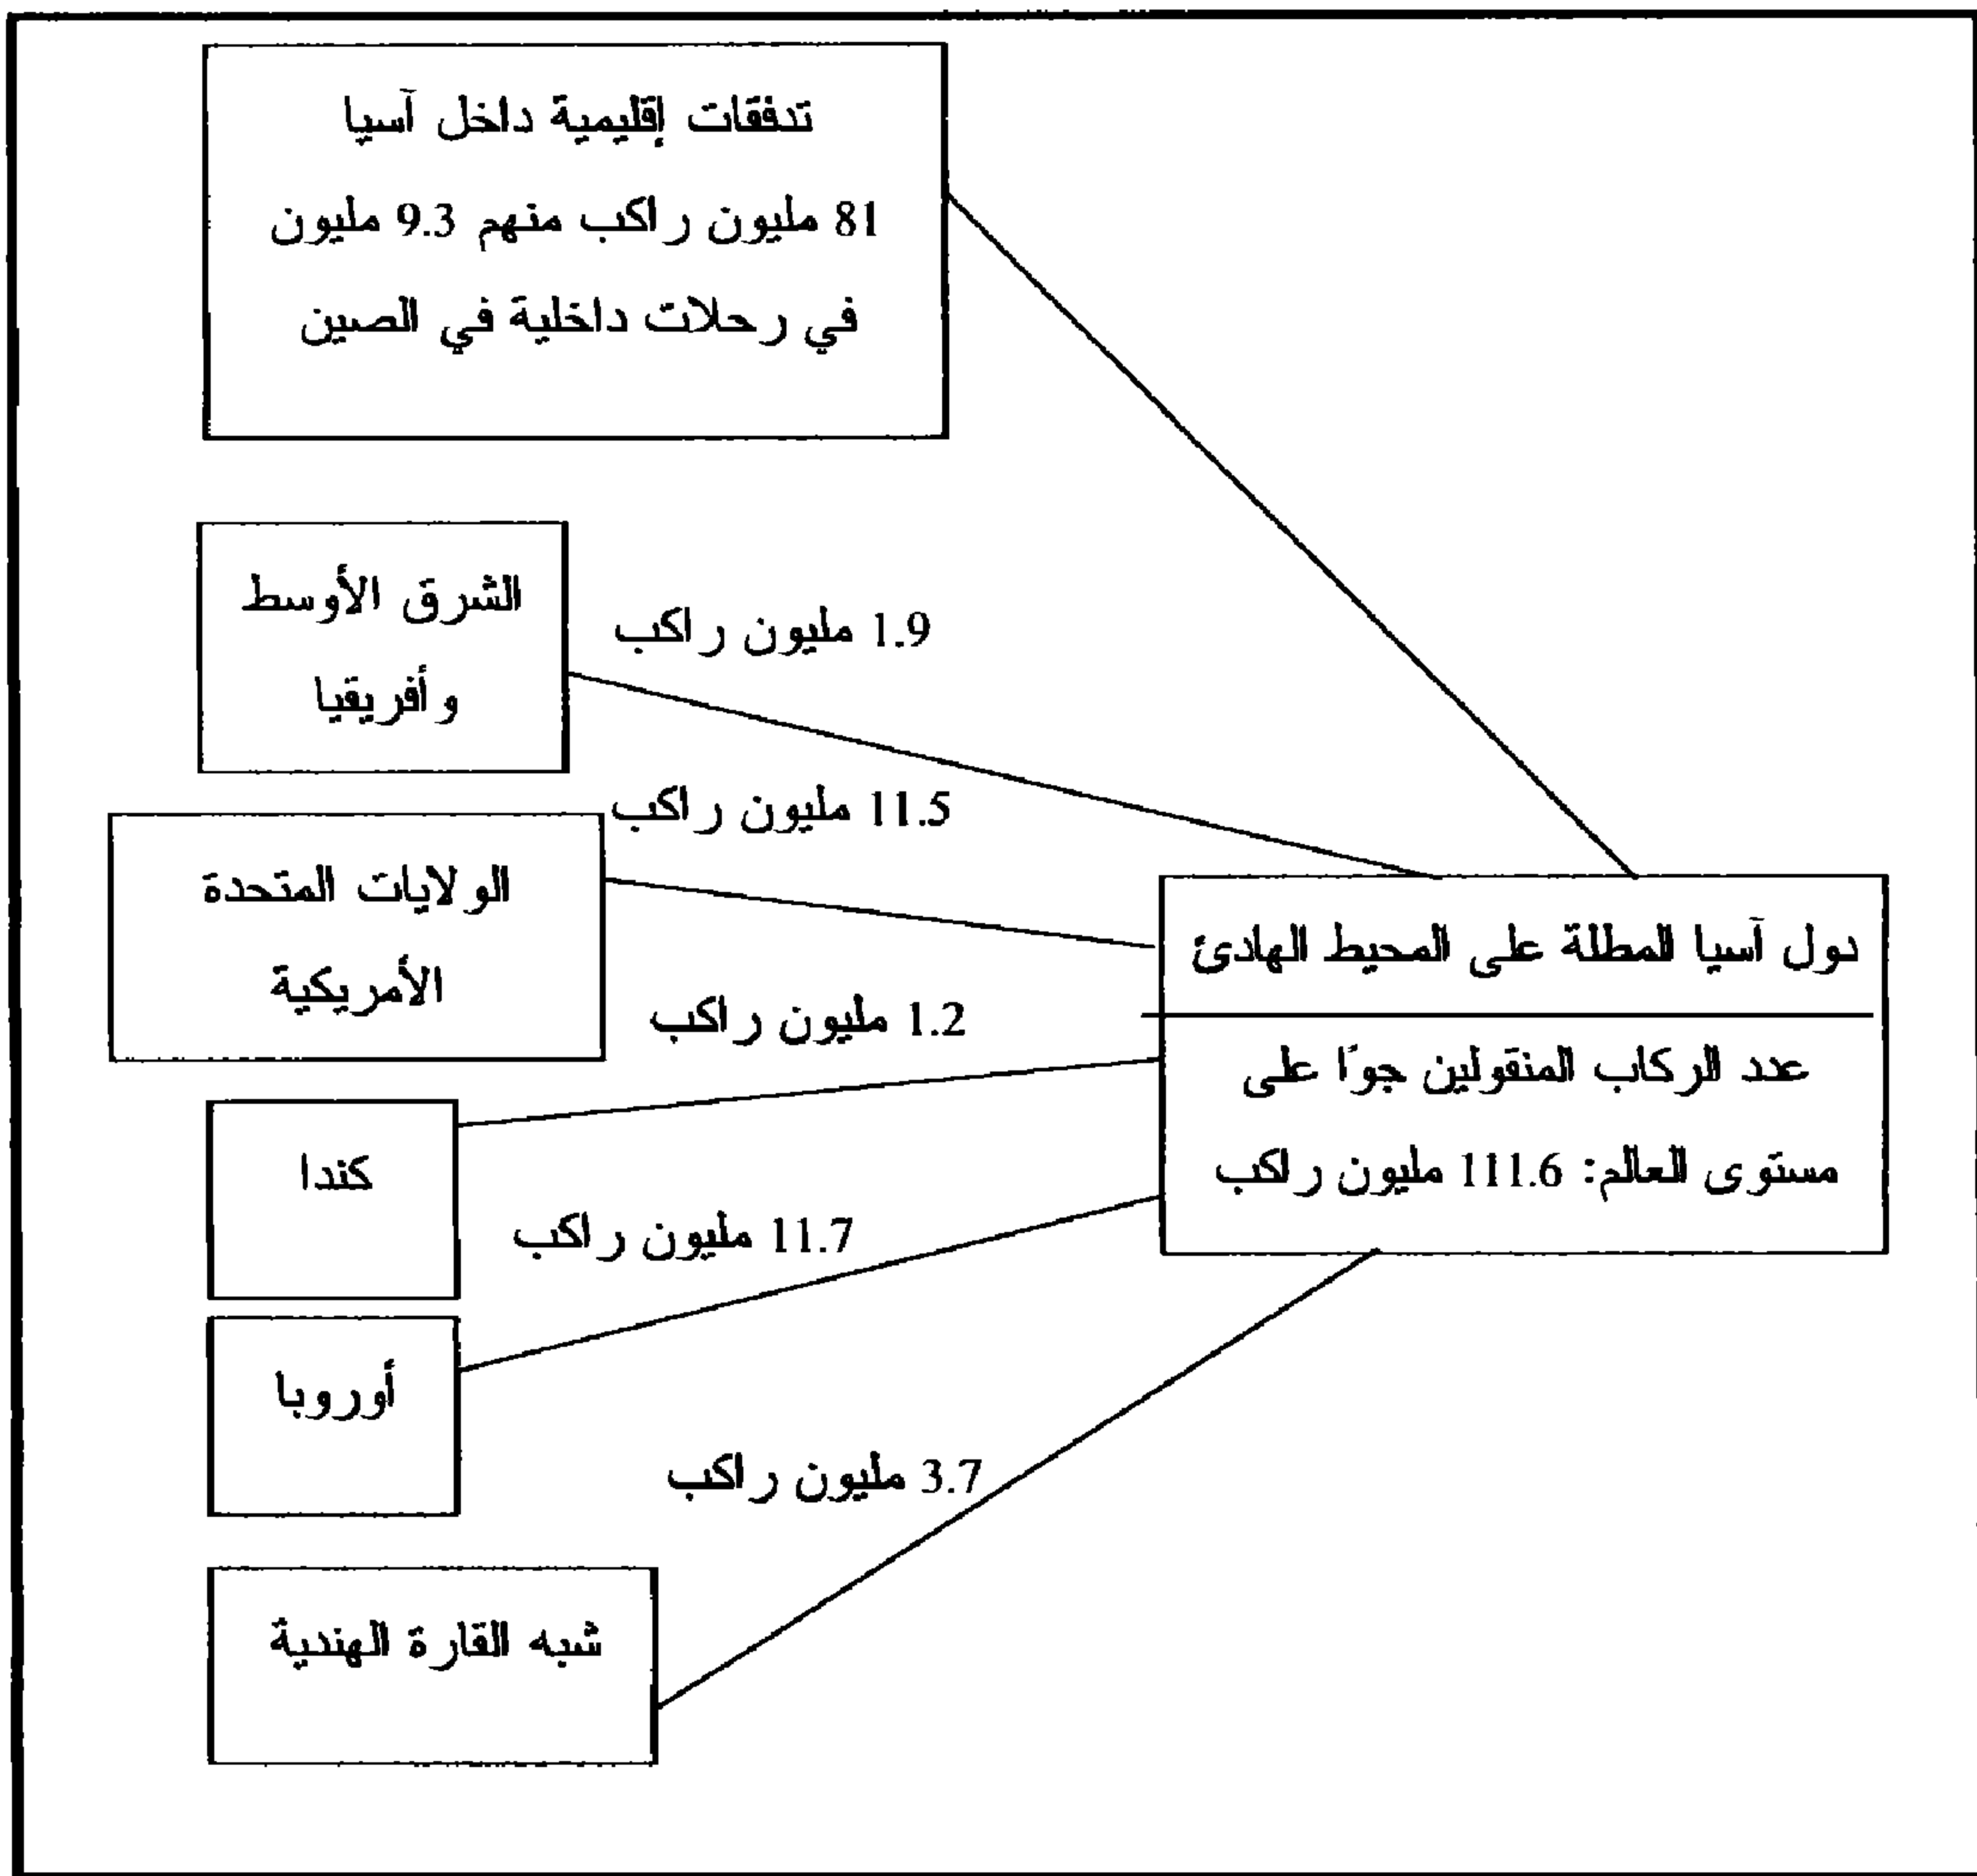 تدفقات إقليمية داخل آسيا
81 مليون راكب منهم 9.3 مليون
في رحلات داخلية في الصين
الشرق الأوسط
وأفريقيا
1.9 مليون راكب
11.5 مليون راكب
الولايات المتحدة
الأمريكية
دول آسيا المطلة على المحيط الهادئ
عدد الركاب المنقولين جوًا على
مستوى العالم: 111.6 مليون راكب
1.2 مليون راكب
كندا
11.7 مليون راكب
أوروبا
3.7 مليون راكب
شبه القارة الهندية